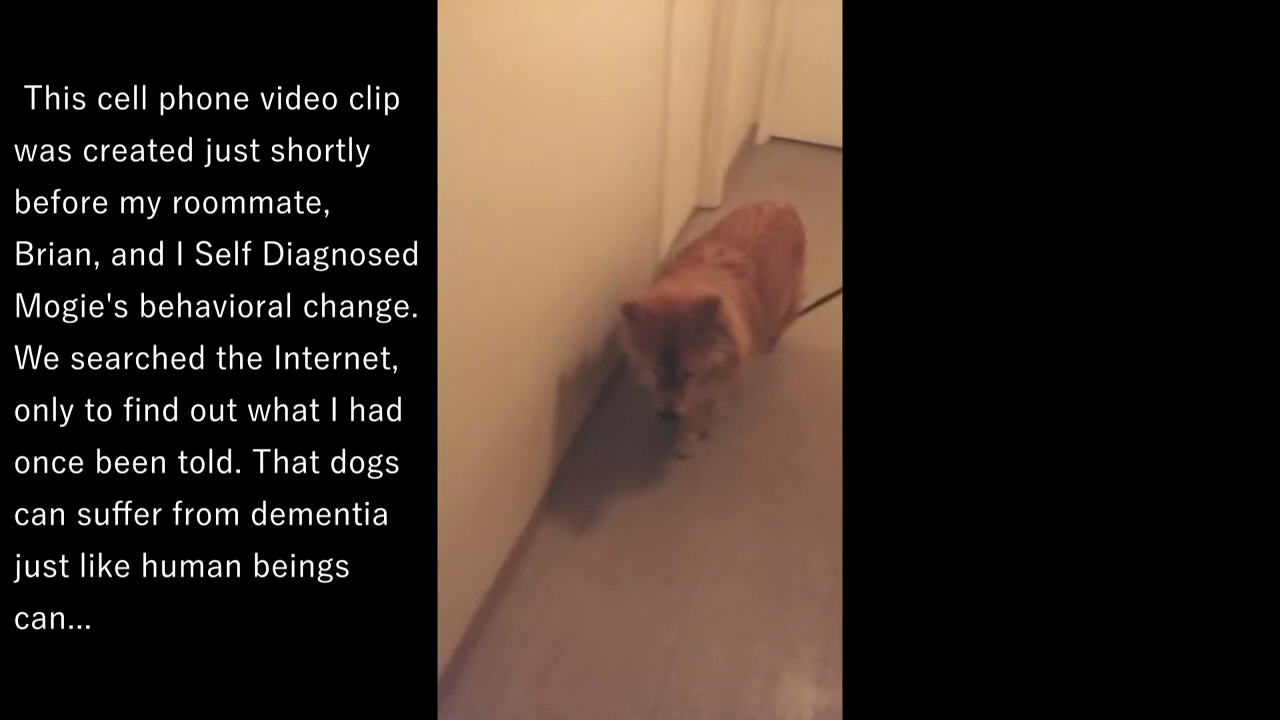 This cell phone video clip
was created just shortly
before my roommate,
Brian, and I Self Diagnosed
Mogie's behavioral change.
We searched the Internet,
only to find out what I had
once been told. That dogs
can suffer from dementia
just like human beings
can...